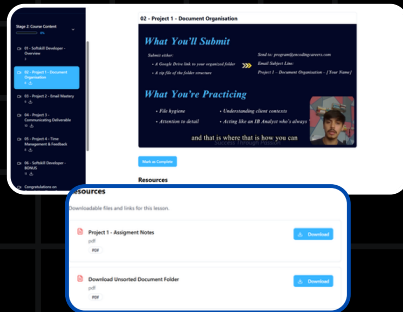 Stage 2: Course Content
01 - Softskill Developer - Overview
02 - Project 1 - Document Organisation
03 - Project 2 - Email Mastery
04 - Project 3 - Communicating Deliverable
05 - Project 4 - Time Management & Feedback
06 - Softskill Developer - BONUS
Congratulations on
02 - Project 1 - Document Organisation
What You'll Submit
Submit either:
• A Google Drive link to your organized folder
• A zip file of the folder structure
Email Subject Line:
Project 1 - Document Organisation - [Your Name]
What You're Practicing
• File hygiene
• Attention to detail
• Understanding client contexts
• Acting like an IB Analyst who's always
and that is where that is how you can
Mark as Complete
Resources
Resources
Downloadable files and links for this lesson.
Project 1 - Assigment Notes
pdf
PDF
Download
Download Unsorted Document Folder
pdf
PDF
Download